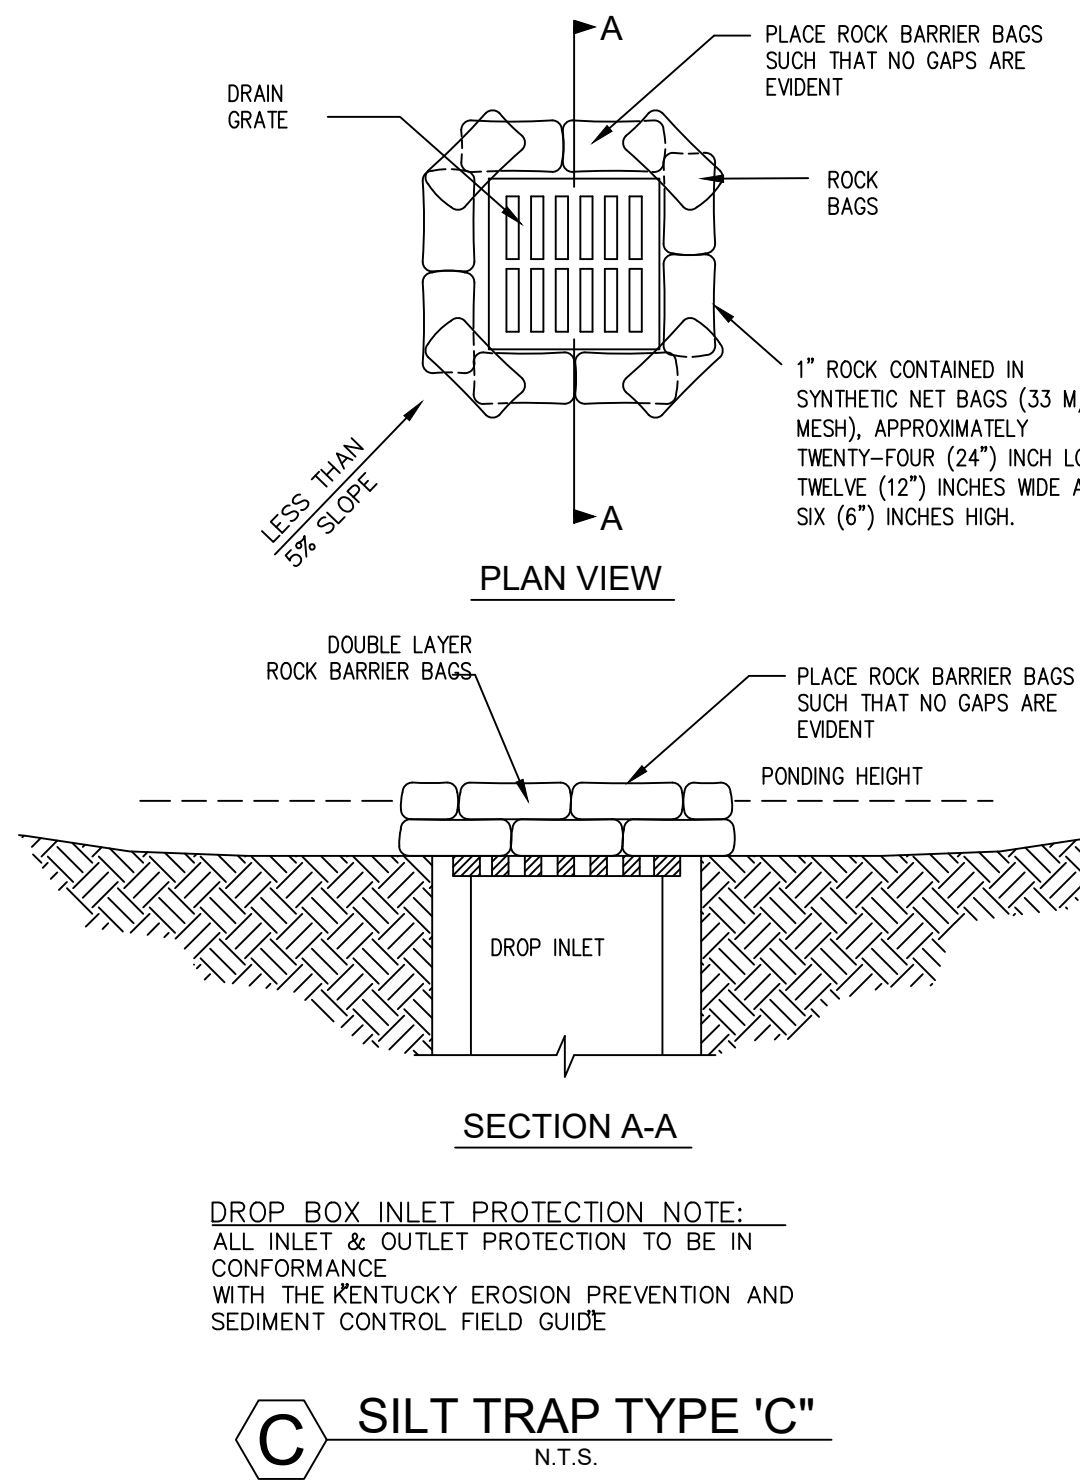 A
PLACE ROCK BARRIER BAGS
SUCH THAT NO GAPS ARE
EVIDENT
DRAIN
GRATE
ROCK
BAGS
1" ROCK CONTAINED IN
SYNTHETIC NET BAGS (33 M
MESH), APPROXIMATELY
TWENTY-FOUR (24") INCH
TWELVE (12") INCHES WIDE
SIX (6") INCHES HIGH.
LESS THAN
5% SLOPE
A
PLAN VIEW
DOUBLE LAYER
ROCK BARRIER BAGS
PLACE ROCK BARRIER BAGS
SUCH THAT NO GAPS ARE
EVIDENT
PONDING HEIGHT
DROP INLET
SECTION A-A
DROP BOX INLET PROTECTION NOTE:
ALL INLET & OUTLET PROTECTION TO BE IN
CONFORMANCE
WITH THE "KENTUCKY EROSION PREVENTION AND
SEDIMENT CONTROL FIELD GUIDE"
C
SILT TRAP TYPE 'C"
N.T.S.